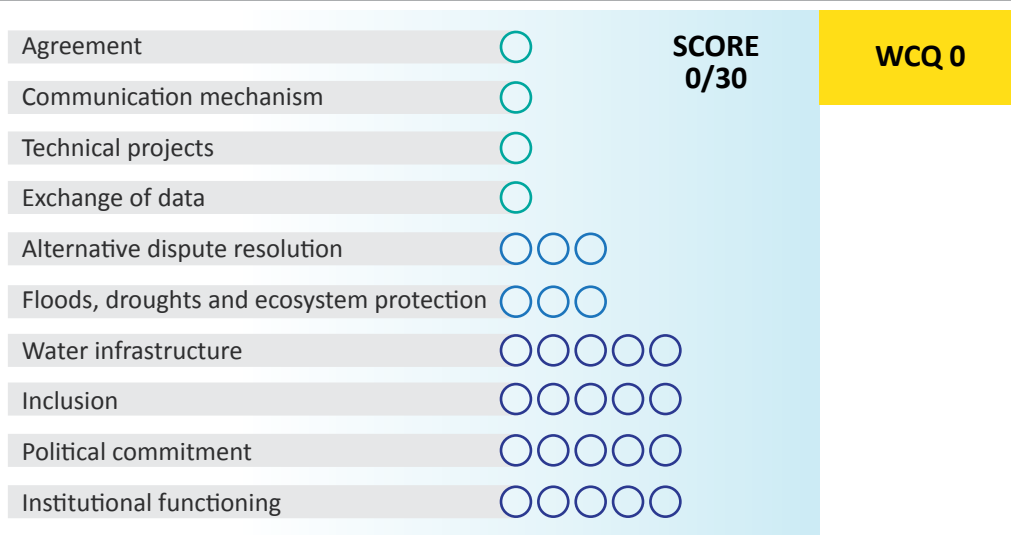 Agreement
Communication mechanism
Technical projects
Exchange of data
Alternative dispute resolution
Floods, droughts and ecosystem protection
Water infrastructure
Inclusion
Political commitment
Institutional functioning
SCORE
0/30
WCQ 0